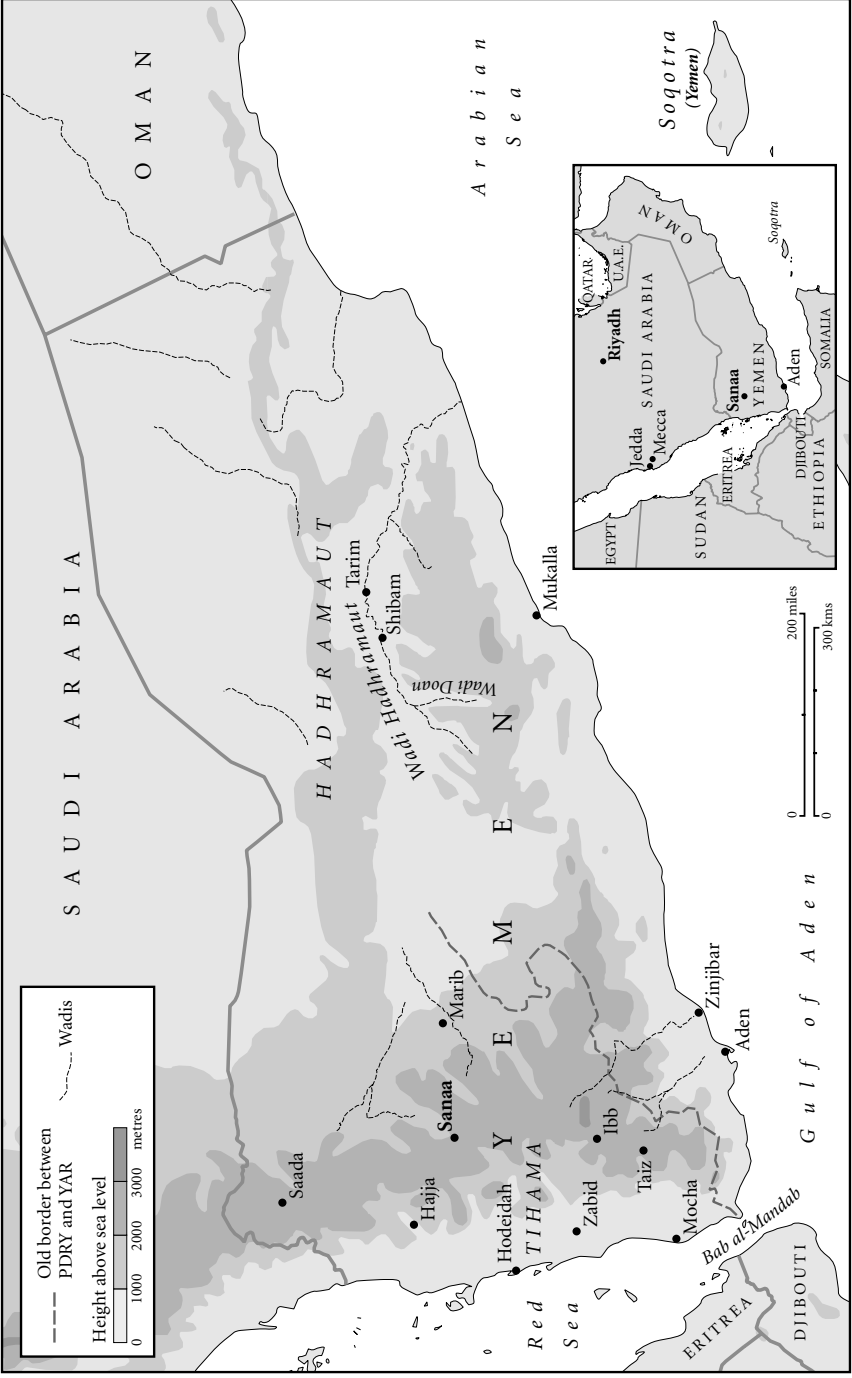 Old border between
PDRY and YAR
Wadis
Height above sea level
0 1000 2000 3000 metres
SAUDI ARABIA
OMAN
HADHRAMAUT
Tarim
Shibam
Wadi Hadhramaut
Wadi Doan
Saada
Hajja
Sanaa
Marib
YEMEN
Hodeidah
TIHAMA
Zabid
Ibb
Taiz
Mocha
Mukalla
Zinjibar
Aden
Bab al-Mandab
Red
Sea
ERITREA
DJIBOUTI
Gulf of Aden
Arabian
Sea
Soqotra
(Yemen)
0 200 miles
0 300 kms
QATAR
U.A.E.
OMAN
Riyadh
SAUDI ARABIA
Jedda
Mecca
EGYPT
SUDAN
ERITREA
Sanaa
YEMEN
Aden
Soqotra
DJIBOUTI
ETHIOPIA
SOMALIA